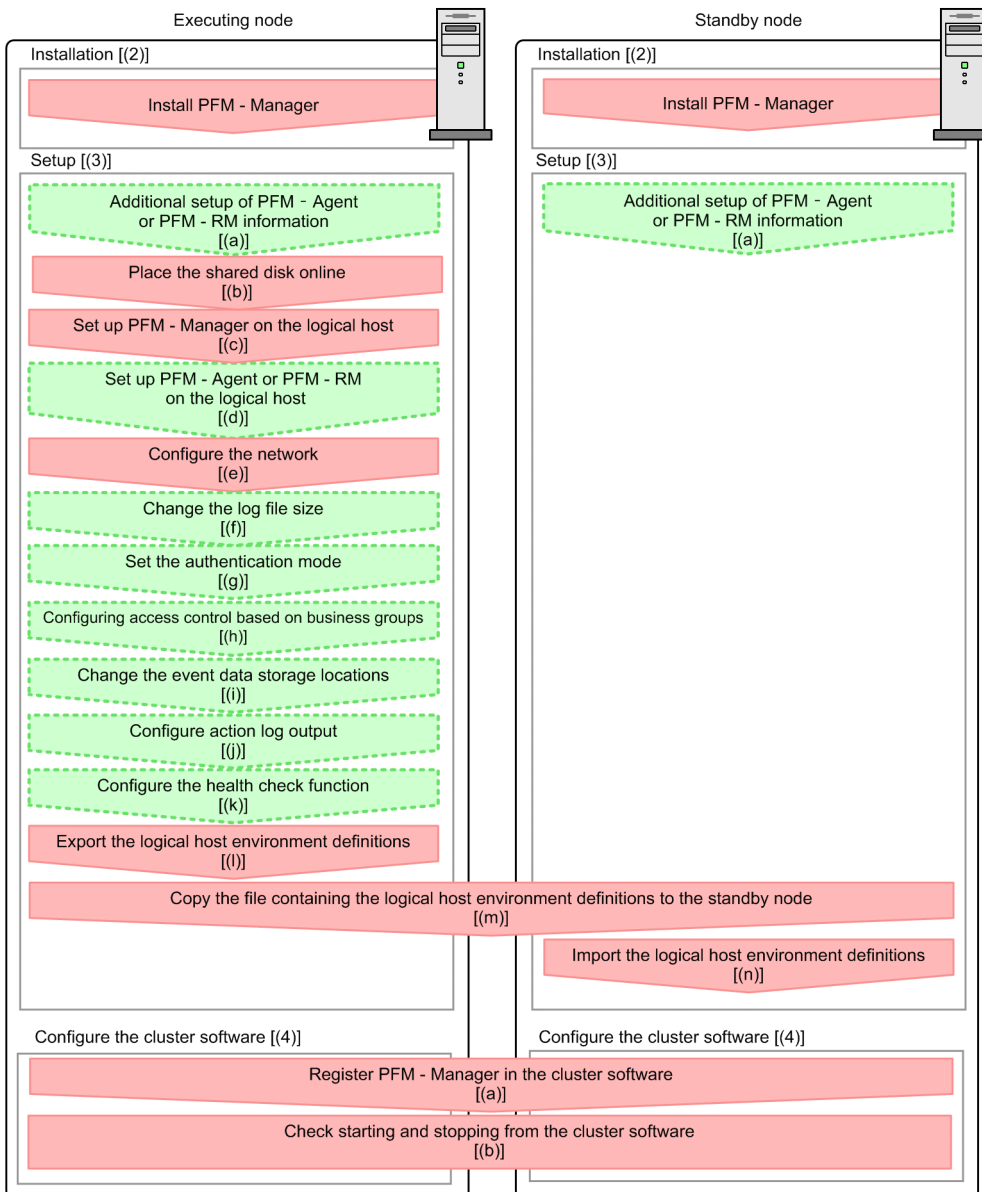 Executing node
Standby node
Installation [(2)]
Installation [(2)]
Install PFM - Manager
Install PFM - Manager
Setup [(3)]
Setup [(3)]
Additional setup of PFM - Agent
or PFM - RM information
[(a)]
Additional setup of PFM - Agent
or PFM - RM information
[(a)]
Place the shared disk online
[(b)]
Set up PFM - Manager on the logical host
[(c)]
Set up PFM - Agent or PFM - RM
on the logical host
[(d)]
Configure the network
[(e)]
Change the log file size
[(f)]
Set the authentication mode
[(g)]
Configuring access control based on business groups
[(h)]
Change the event data storage locations
[(i)]
Configure action log output
[(j)]
Configure the health check function
[(k)]
Export the logical host environment definitions
[(l)]
Copy the file containing the logical host environment definitions to the standby node
[(m)]
Import the logical host environment definitions
[(n)]
Configure the cluster software [(4)]
Configure the cluster software [(4)]
Register PFM - Manager in the cluster software
[(a)]
Check starting and stopping from the cluster software
[(b)]